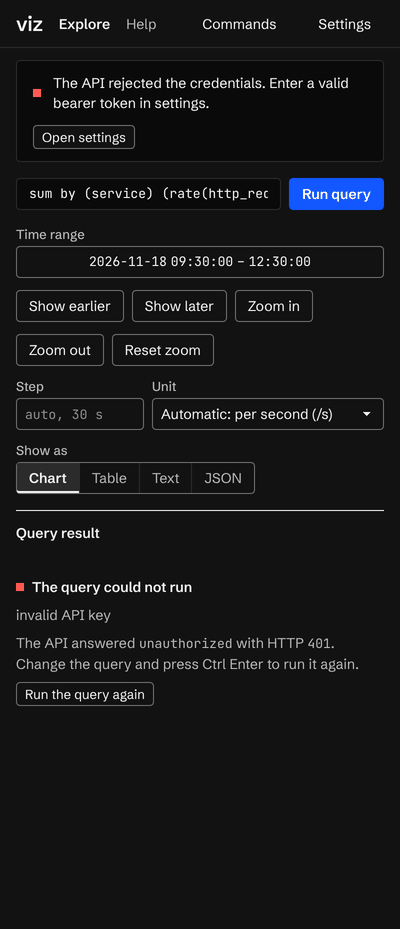 viz Explore Help Commands Settings
The API rejected the credentials. Enter a valid
bearer token in settings.
Open settings
sum by (service) (rate(http_rec Run query
Time range
2026-11-18 09:30:00 – 12:30:00
Show earlier Show later Zoom in
Zoom out Reset zoom
Step Unit
auto, 30 s Automatic: per second (/s)
Show as
Chart Table Text JSON
Query result
The query could not run
invalid API key
The API answered unauthorized with HTTP 401.
Change the query and press Ctrl Enter to run it again.
Run the query again